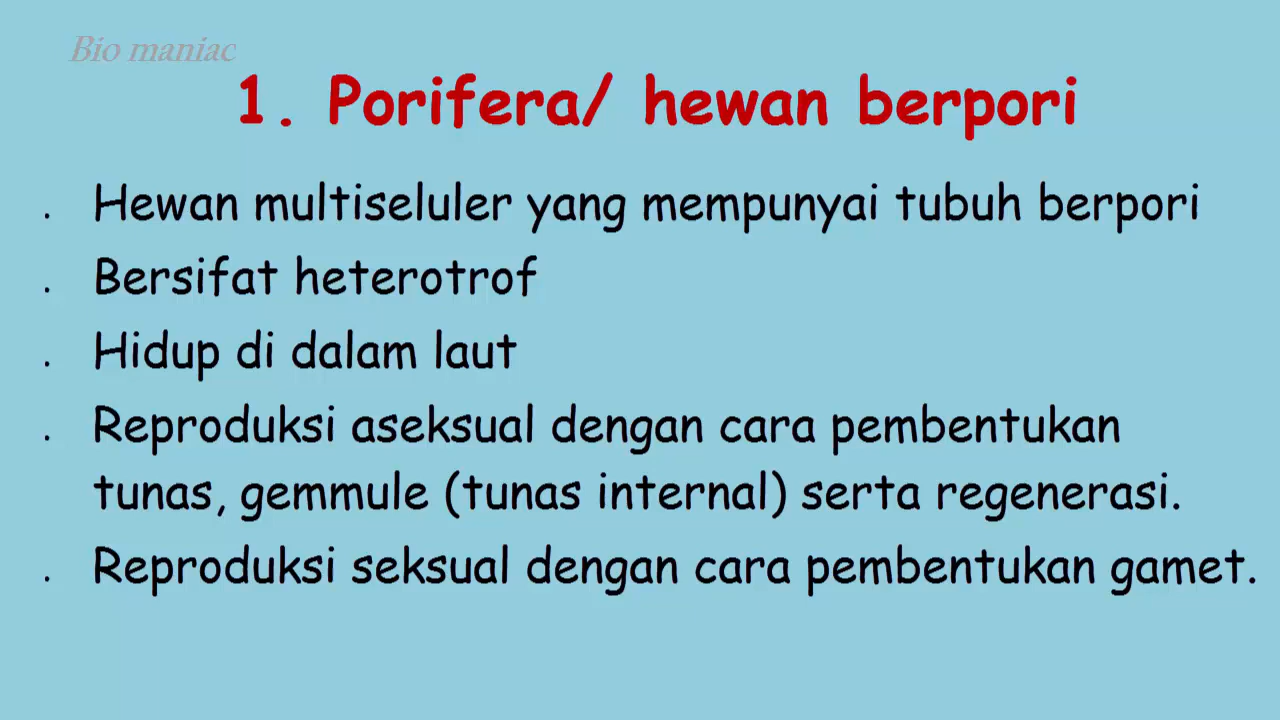 Bio maniac
1. Porifera/ hewan berpori
. Hewan multiseluler yang mempunyai tubuh berpori
. Bersifat heterotrof
. Hidup di dalam laut
. Reproduksi aseksual dengan cara pembentukan
tunas, gemmule (tunas internal) serta regenerasi.
. Reproduksi seksual dengan cara pembentukan gamet.